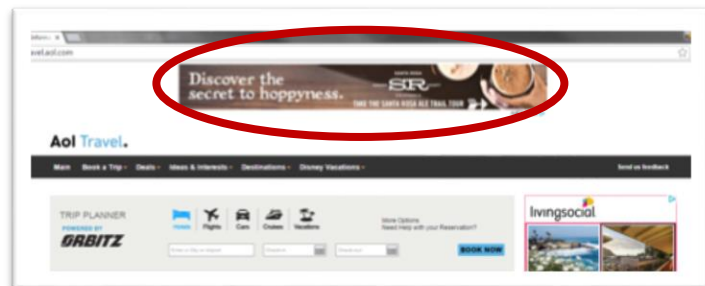 avel.aol.com
Discover the
secret to hoppyness.
SANTA ROSA
SR
TAKE THE SANTA ROSA ALE TRAIL TOUR
Aol Travel.
Main Book a Trip Deals Ideas & Interests Destinations Disney Vacations Send us feedback
TRIP PLANNER
POWERED BY
ORBITZ
Hotels Flights Cars Cruises Vacations
More Options
Need Help with your Reservation?
BOOK NOW
livingsocial